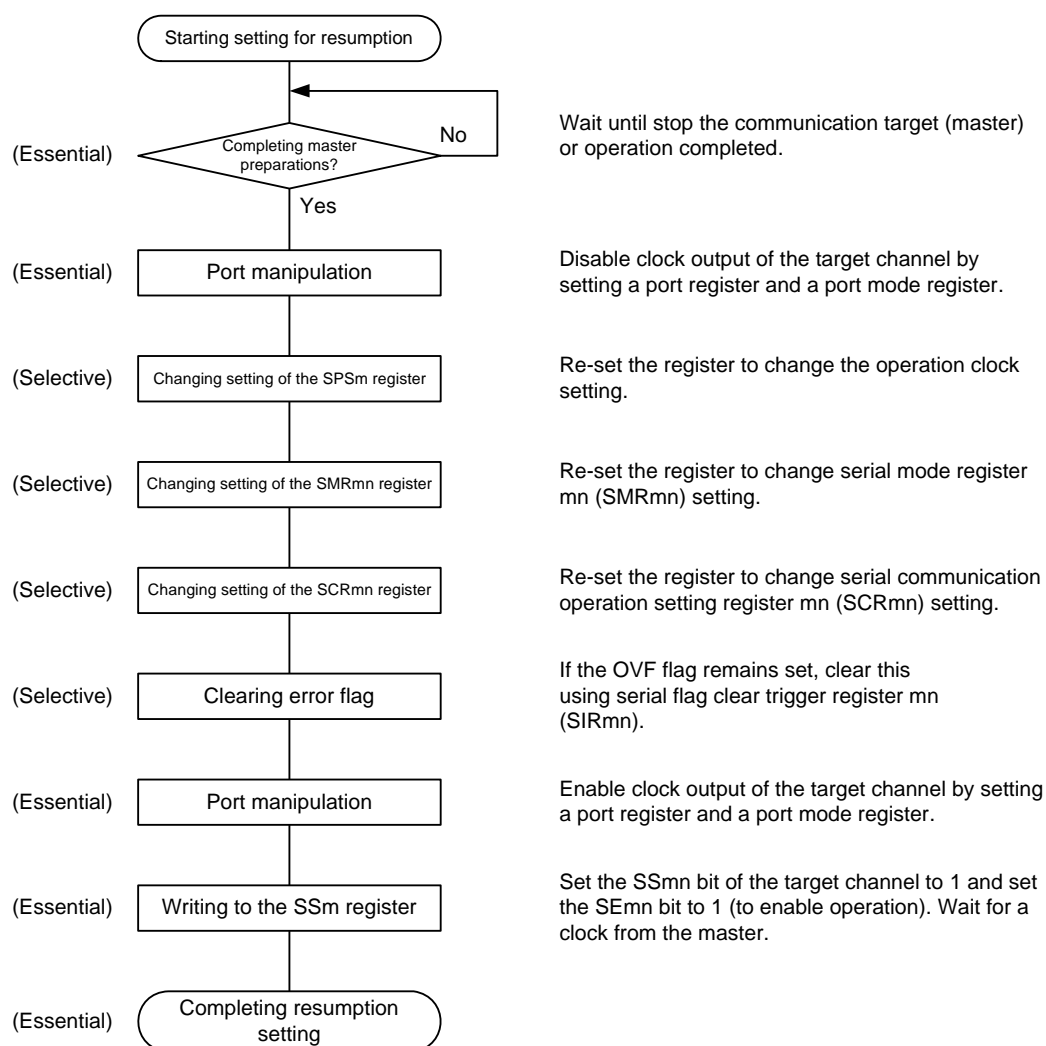 Starting setting for resumption
(Essential)
Completing master
preparations?
No
Wait until stop the communication target (master)
or operation completed.
Yes
(Essential)
Port manipulation
Disable clock output of the target channel by
setting a port register and a port mode register.
(Selective)
Changing setting of the SPSm register
Re-set the register to change the operation clock
setting.
(Selective)
Changing setting of the SMRmn register
Re-set the register to change serial mode register
mn (SMRmn) setting.
(Selective)
Changing setting of the SCRmn register
Re-set the register to change serial communication
operation setting register mn (SCRmn) setting.
(Selective)
Clearing error flag
If the OVF flag remains set, clear this
using serial flag clear trigger register mn
(SIRmn).
(Essential)
Port manipulation
Enable clock output of the target channel by setting
a port register and a port mode register.
(Essential)
Writing to the SSm register
Set the SSmn bit of the target channel to 1 and set
the SEmn bit to 1 (to enable operation). Wait for a
clock from the master.
(Essential)
Completing resumption
setting